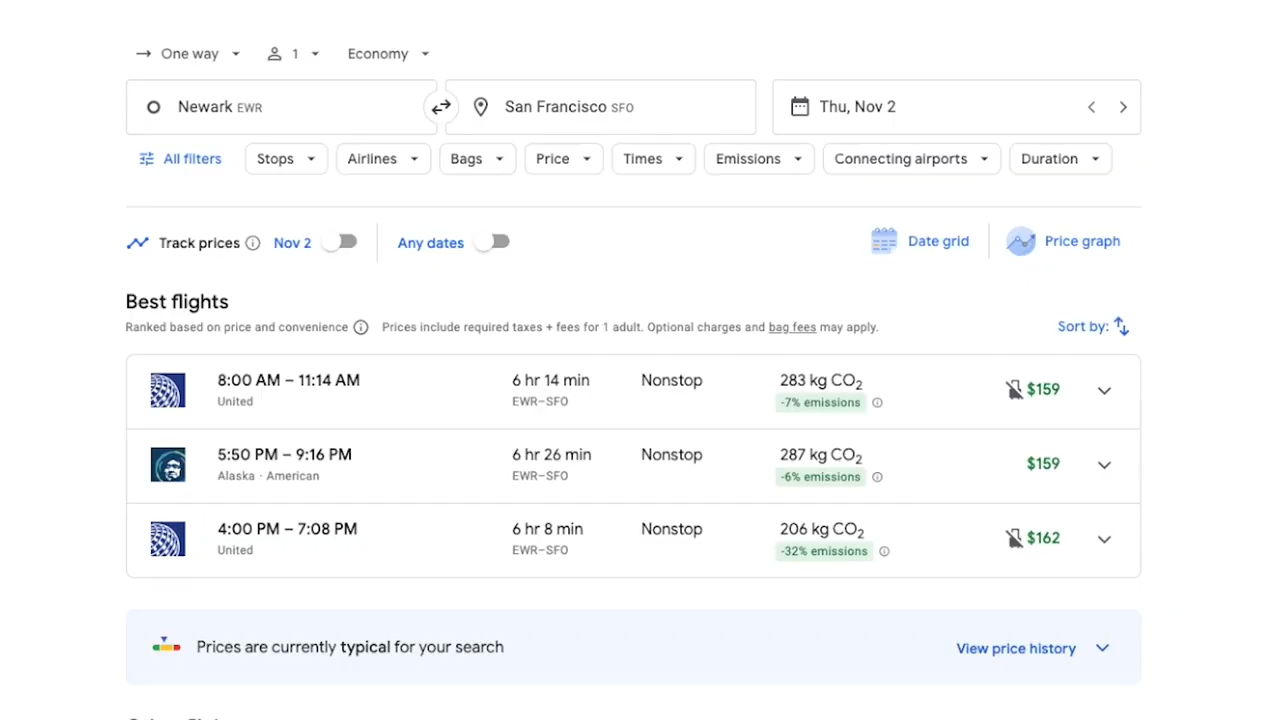 One way 1 Economy
Newark EWR San Francisco SFO Thu, Nov 2
All filters Stops Airlines Bags Price Times Emissions Connecting airports Duration
Track prices Nov 2 Any dates Date grid Price graph
Best flights
Ranked based on price and convenience Prices include required taxes + fees for 1 adult. Optional charges and bag fees may apply. Sort by:
8:00 AM – 11:14 AM 6 hr 14 min Nonstop 283 kg CO2 $159
United EWR–SFO -7% emissions
5:50 PM – 9:16 PM 6 hr 26 min Nonstop 287 kg CO2 $159
Alaska · American EWR–SFO -6% emissions
4:00 PM – 7:08 PM 6 hr 8 min Nonstop 206 kg CO2 $162
United EWR–SFO -32% emissions
Prices are currently typical for your search View price history